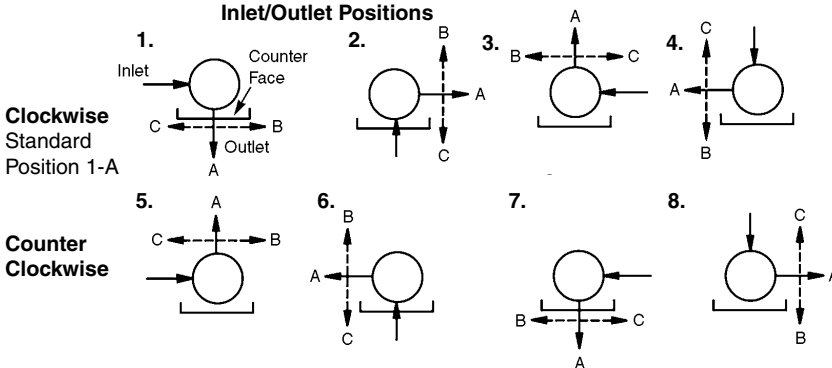 Inlet/Outlet Positions
Clockwise
Standard
Position 1-A
1.
Inlet
Counter
Face
C B
Outlet
A
2.
B
A
C
3.
A
B C
4.
C
A
B
Counter
Clockwise
5.
A
C B
6.
B
A
C
7.
B C
A
8.
C
A
B